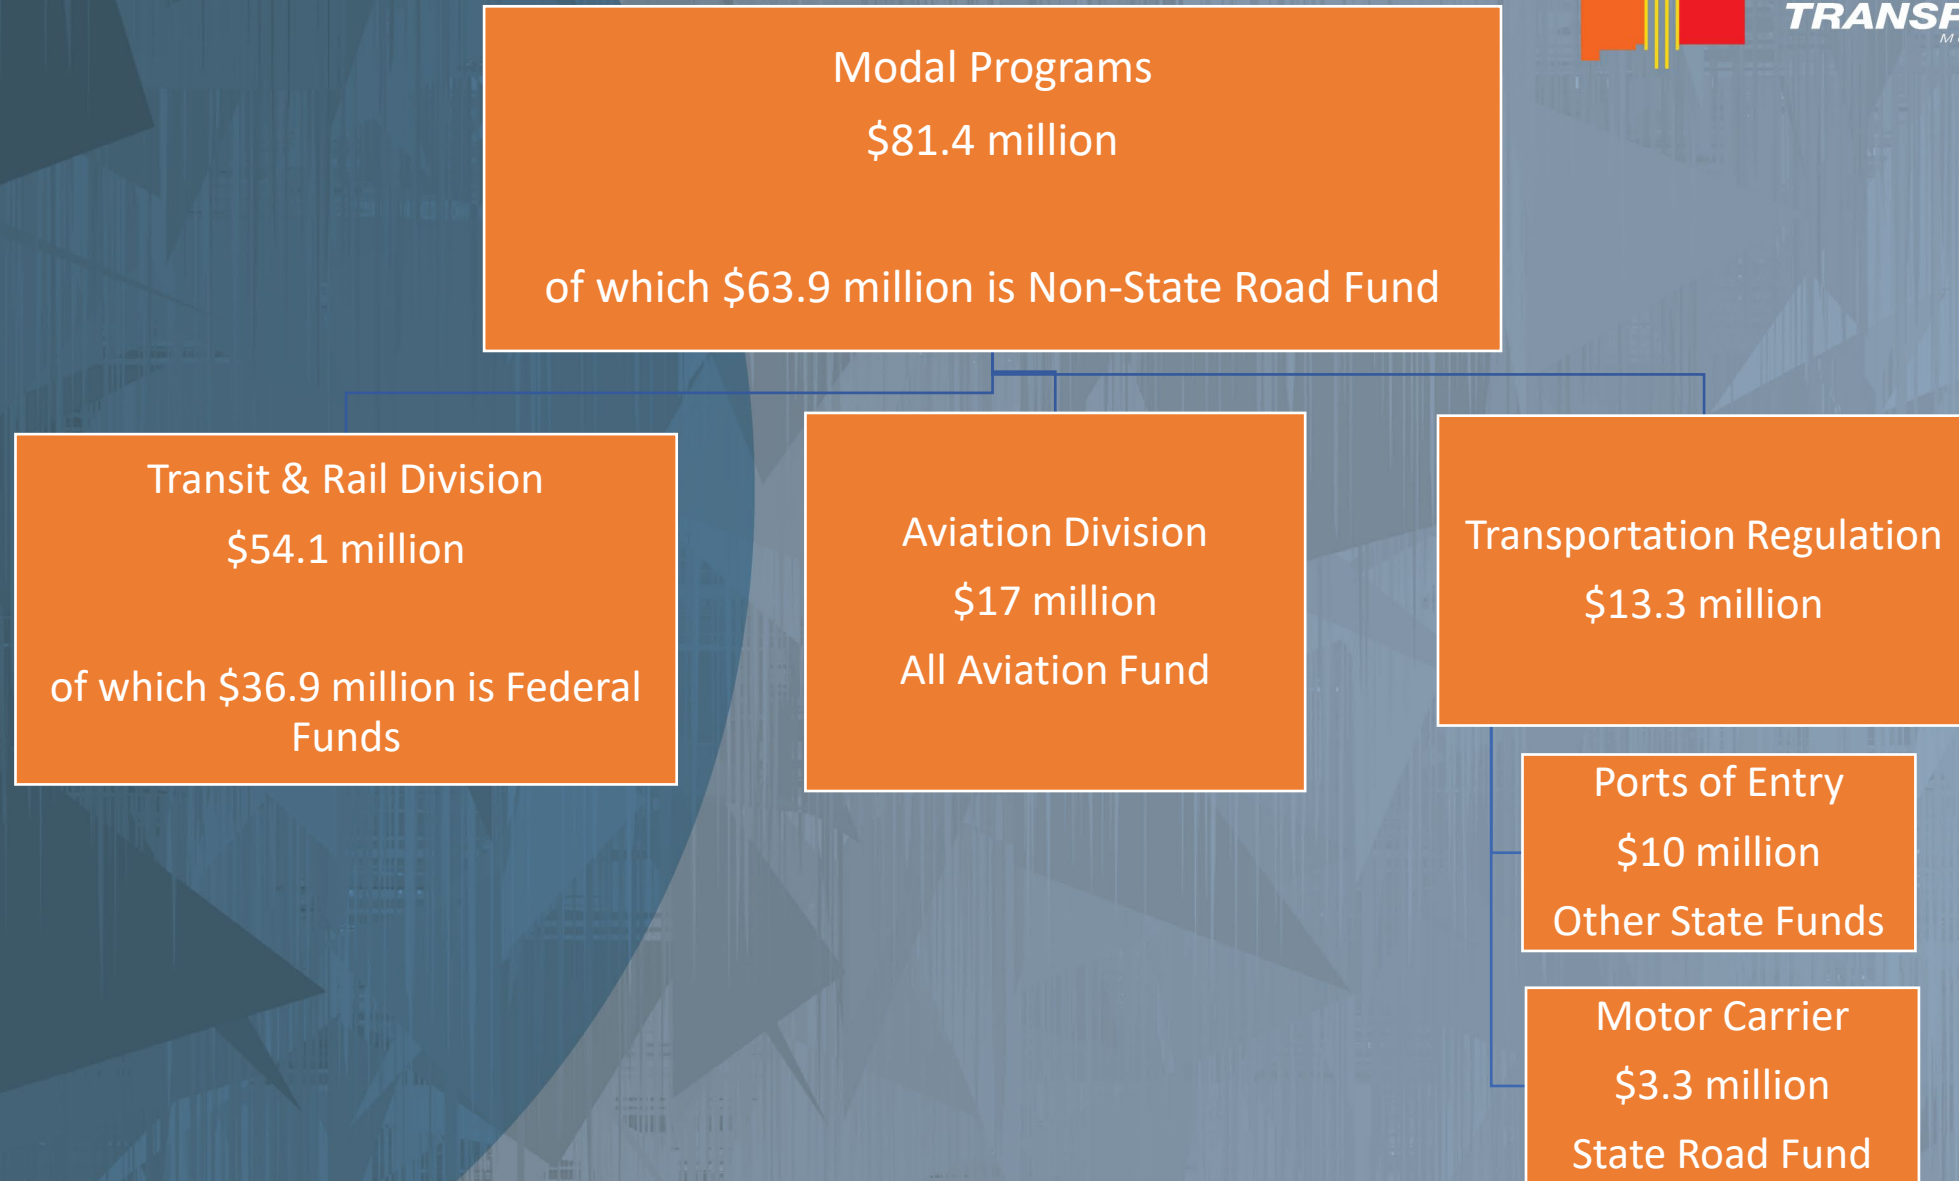 Modal Programs
$81.4 million
of which $63.9 million is Non-State Road Fund
Transit & Rail Division
$54.1 million
of which $36.9 million is Federal
Funds
Aviation Division
$17 million
All Aviation Fund
Transportation Regulation
$13.3 million
Ports of Entry
$10 million
Other State Funds
Motor Carrier
$3.3 million
State Road Fund